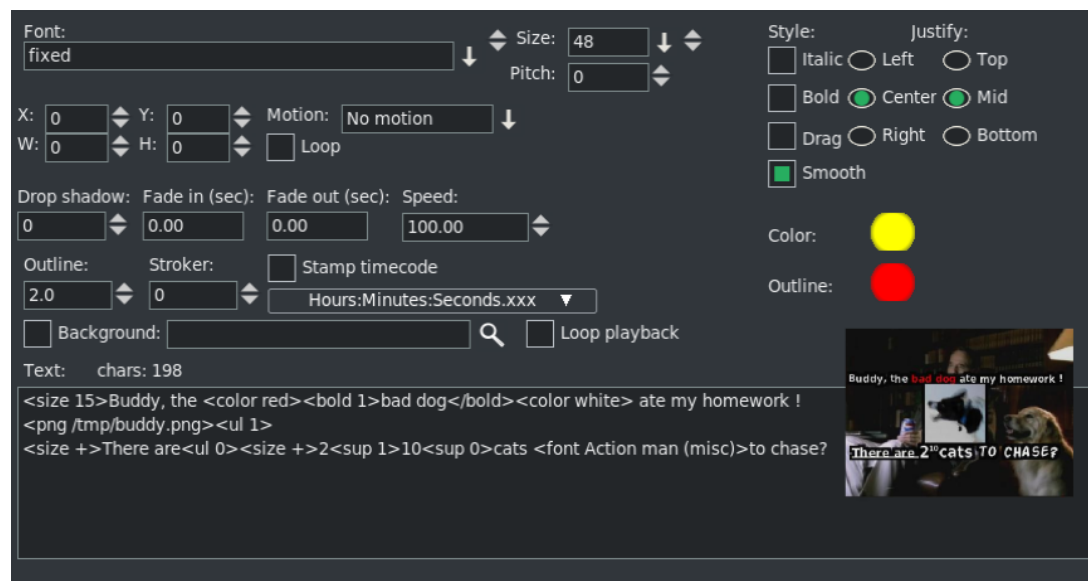 Font:
fixed
Size: 48
Pitch: 0
Style: Justify:
Italic Left Top
Bold Center Mid
Drag Right Bottom
Smooth
X: 0 Y: 0 Motion: No motion
W: 0 H: 0 Loop
Drop shadow: Fade in (sec): Fade out (sec): Speed:
0 0.00 0.00 100.00
Color:
Outline: Stroker: Stamp timecode
2.0 0 Hours:Minutes:Seconds.xxx
Outline:
Background: Loop playback
Text: chars: 198
<size 15>Buddy, the <color red><bold 1>bad dog</bold><color white> ate my homework !
<png /tmp/buddy.png><ul 1>
<size +>There are<ul 0><size +>2<sup 1>10<sup 0>cats <font Action man (misc)>to chase?
Buddy, the bad dog ate my homework !
There are 2¹⁰cats TO CHASE?